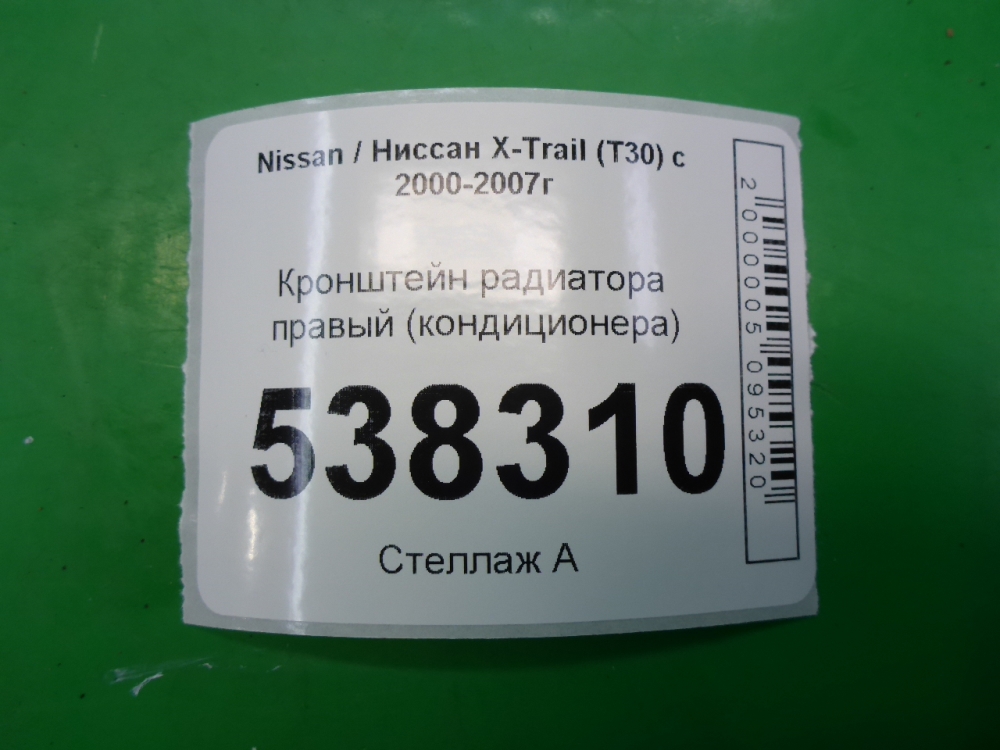 Nissan / Ниссан X-Trail (T30) с
2000-2007г
Кронштейн радиатора
правый (кондиционера)
538310
Стеллаж А
2000005095320